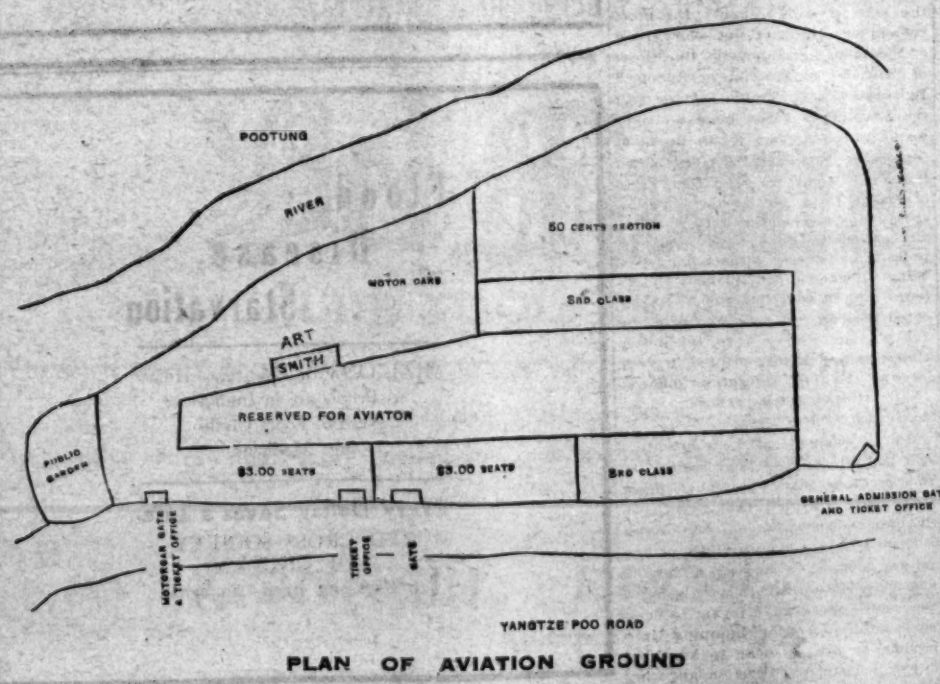 POOTUNG
RIVER
50 CENTS SECTION
MOTOR CARS
3RD. CLASS
ART
SMITH
RESERVED FOR AVIATOR
PUBLIC
GARDEN
$3.00 SEATS
$3.00 SEATS
3RD CLASS
GENERAL ADMISSION GAT
AND TICKET OFFICE
MOTORCAR GATE
& TICKET OFFICE
TICKET
OFFICE
GATE
YANGTZE POO ROAD
PLAN OF AVIATION GROUND